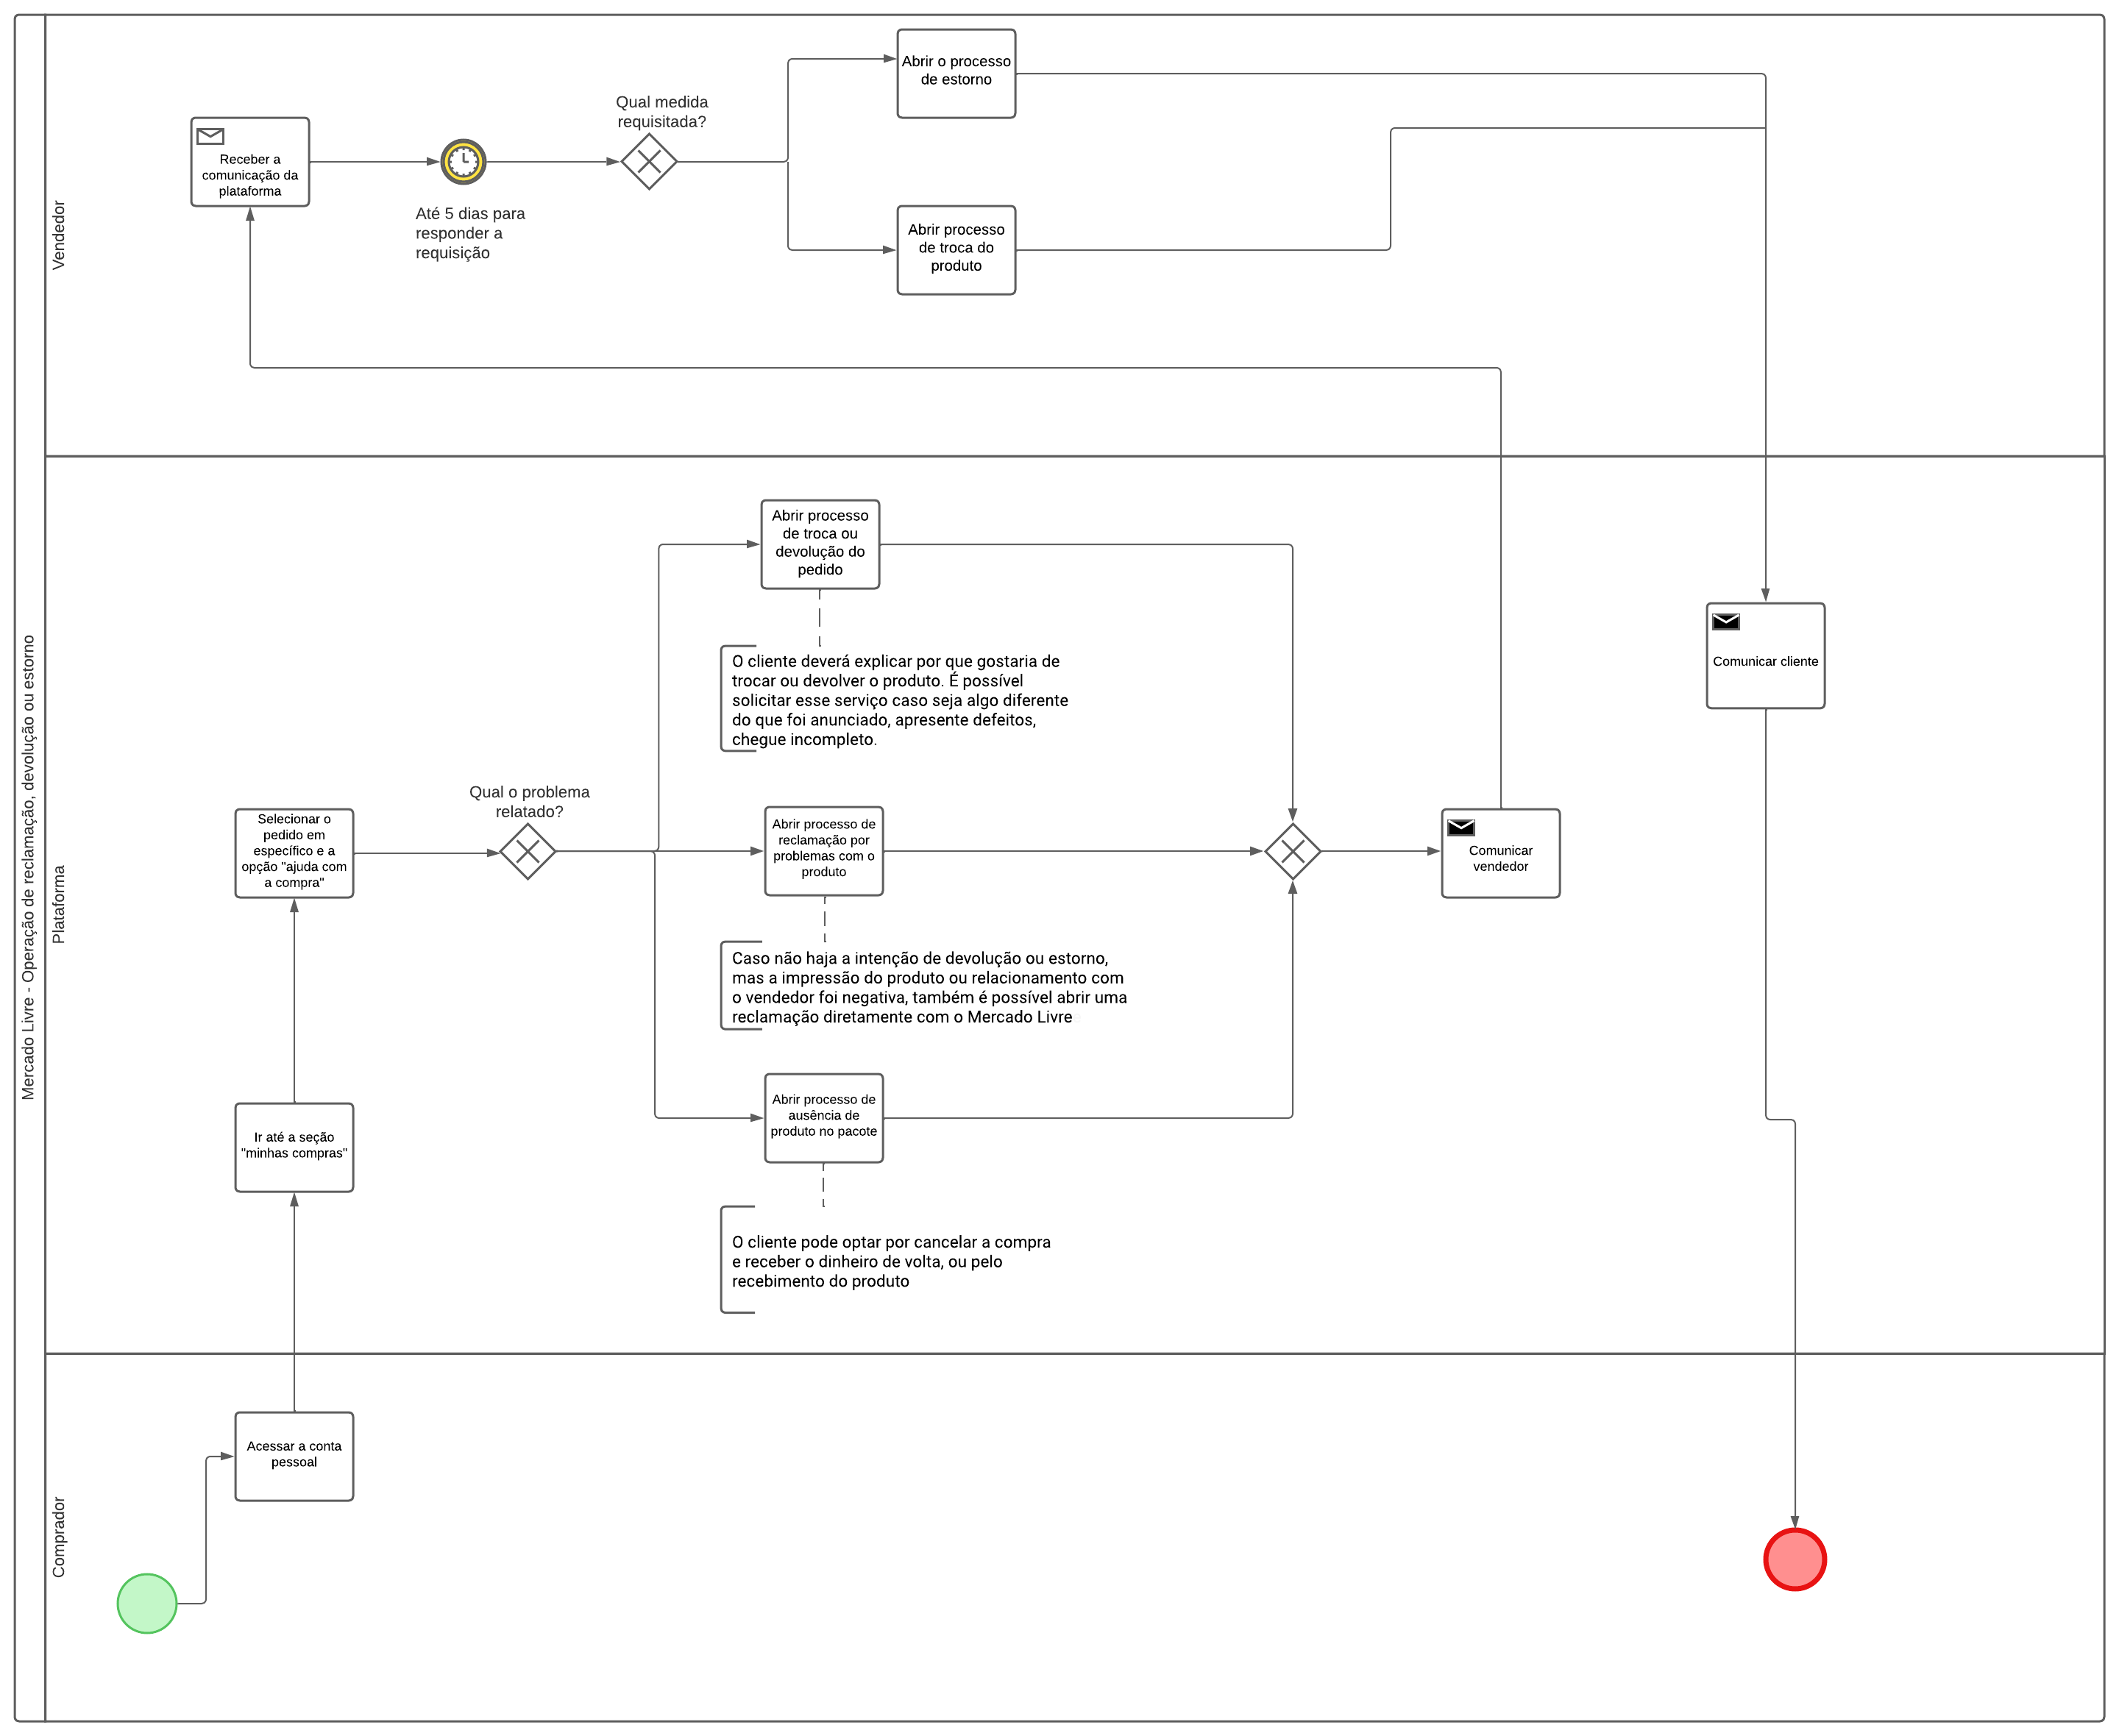 Mercado Livre - Operação de reclamação, devolução ou estorno
Vendedor
Receber a
comunicação da
plataforma
Até 5 dias para
responder a
requisição
Qual medida
requisitada?
Abrir o processo
de estorno
Abrir processo
de troca do
produto
Plataforma
Selecionar o
pedido em
específico e a
opção "ajuda com
a compra"
Ir até a seção
"minhas compras"
Qual o problema
relatado?
Abrir processo
de troca ou
devolução do
pedido
O cliente deverá explicar por que gostaria de
trocar ou devolver o produto. É possível
solicitar esse serviço caso seja algo diferente
do que foi anunciado, apresente defeitos,
chegue incompleto.
Abrir processo de
reclamação por
problemas com o
produto
Caso não haja a intenção de devolução ou estorno,
mas a impressão do produto ou relacionamento com
o vendedor foi negativa, também é possível abrir uma
reclamação diretamente com o Mercado Livre
Abrir processo de
ausência de
produto no pacote
O cliente pode optar por cancelar a compra
e receber o dinheiro de volta, ou pelo
recebimento do produto
Comunicar
vendedor
Comunicar cliente
Comprador
Acessar a conta
pessoal